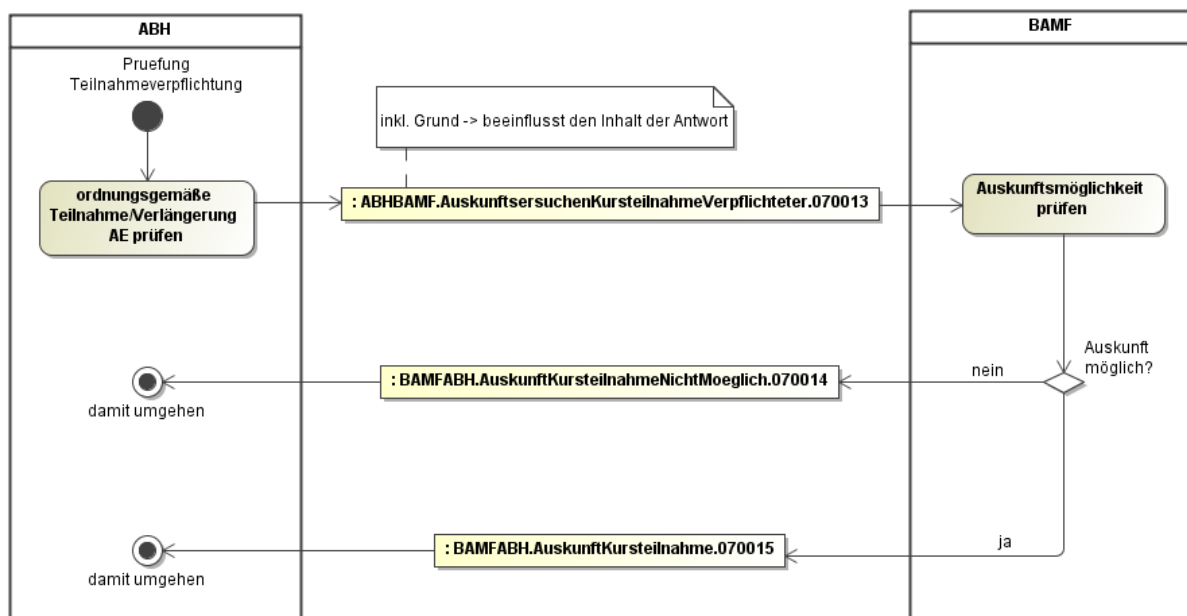 ABH
BAMF
Pruefung
Teilnahmeverpflichtung
inkl. Grund -> beeinflusst den Inhalt der Antwort
ordnungsgemäße
Teilnahme/Verlängerung
AE prüfen
: ABHBAMF.AuskunftsersuchenKursteilnahmeVerpflichteter.070013
Auskunftsmöglichkeit
prüfen
Auskunft
möglich?
nein
: BAMFABH.AuskunftKursteilnahmeNichtMoeglich.070014
damit umgehen
ja
: BAMFABH.AuskunftKursteilnahme.070015
damit umgehen